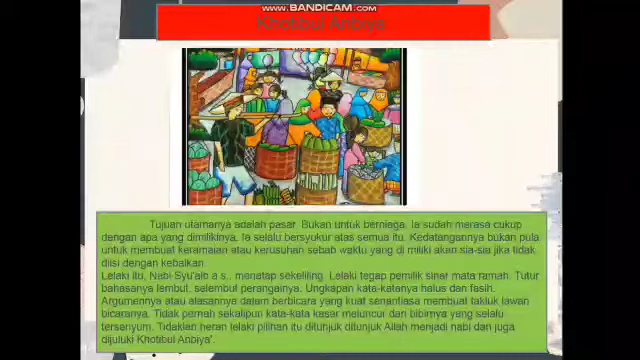 WWW.BANDICAM.COM
Khotibul Anbiya
Tujuan utamanya adalah pasar. Bukan untuk berniaga. Ia sudah merasa cukup
dengan apa yang dimilikinya. Ia selalu bersyukur atas semua itu. Kedatangannya bukan pula
untuk membuat keramaian atau kerusuhan sebab waktu yang di miliki akan sia-sia jika tidak
diisi dengan kebaikan.
Lelaki itu, Nabi Syu'aib a.s., menatap sekeliling. Lelaki tegap pemilik sinar mata ramah. Tutur
bahasanya lembut, selembut perangainya. Ungkapan kata-katanya halus dan fasih.
Argumennya atau alasannya dalam berbicara yang kuat senantiasa membuat takluk lawan
bicaranya. Tidak pernah sekalipun kata-kata kasar meluncur dari bibirnya yang selalu
tersenyum. Tidaklah heran lelaki pilihan itu ditunjuk ditunjuk Allah menjadi nabi dan juga
dijuluki Khotibul Anbiya'.